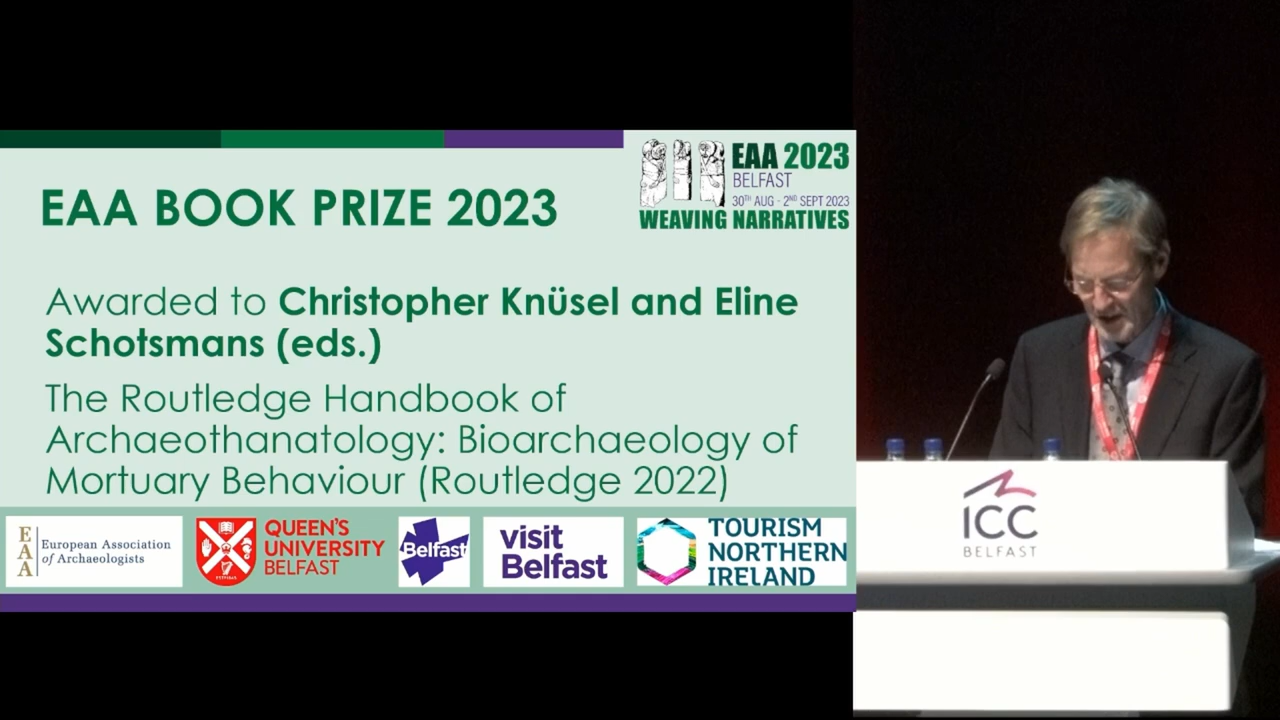 EAA BOOK PRIZE 2023
EAA 2023
BELFAST
30TH AUG - 2ND SEPT 2023
WEAVING NARRATIVES
Awarded to Christopher Knüsel and Eline
Schotsmans (eds.)
The Routledge Handbook of
Archaeothanatology: Bioarchaeology of
Mortuary Behaviour (Routledge 2022)
EAA
European Association
of Archaeologists
QUEEN'S
UNIVERSITY
BELFAST
Belfast
visit
Belfast
TOURISM
NORTHERN
IRELAND
ICC
BELFAST